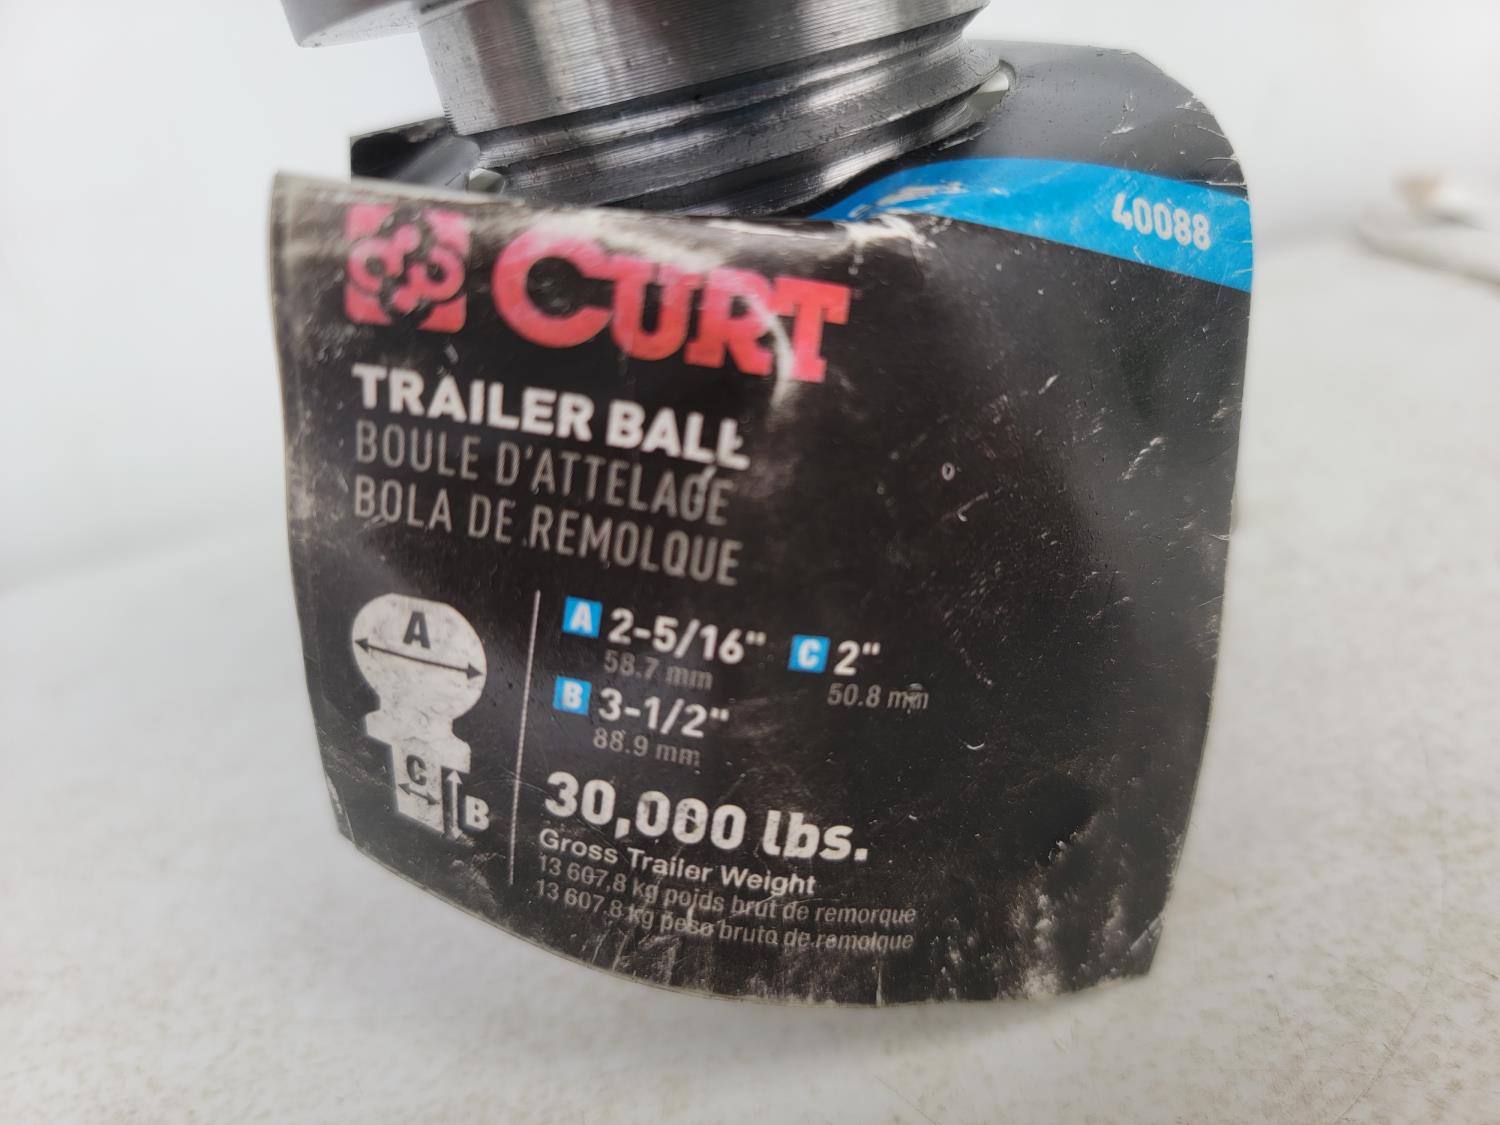 40088
CURT
TRAILER BALL
BOULE D'ATTELAGE
BOLA DE REMOLQUE
A
A 2-5/16" C 2"
58.7 mm 50.8 mm
B 3-1/2"
88.9 mm
C
B
30,000 lbs.
Gross Trailer Weight
13 607,8 kg poids brut de remorque
13 607.8 kg peso bruto de remolque